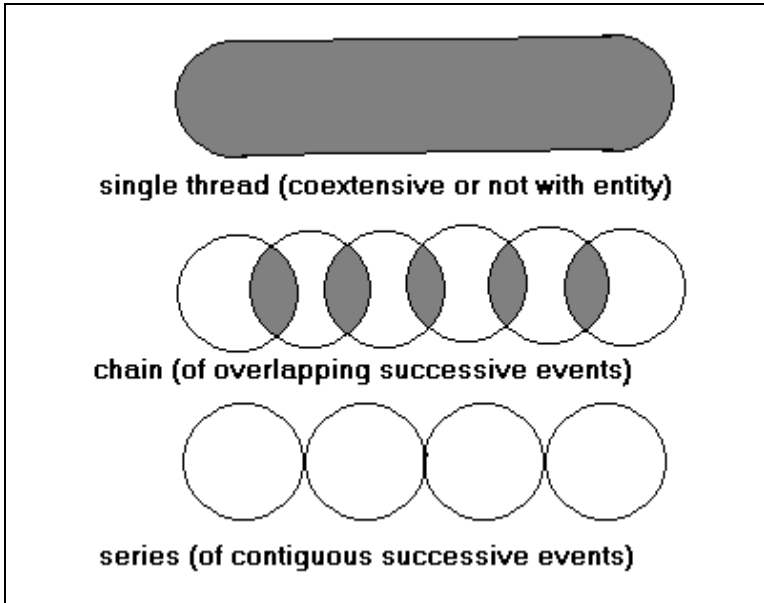 single thread (coextensive or not with entity)
chain (of overlapping successive events)
series (of contiguous successive events)